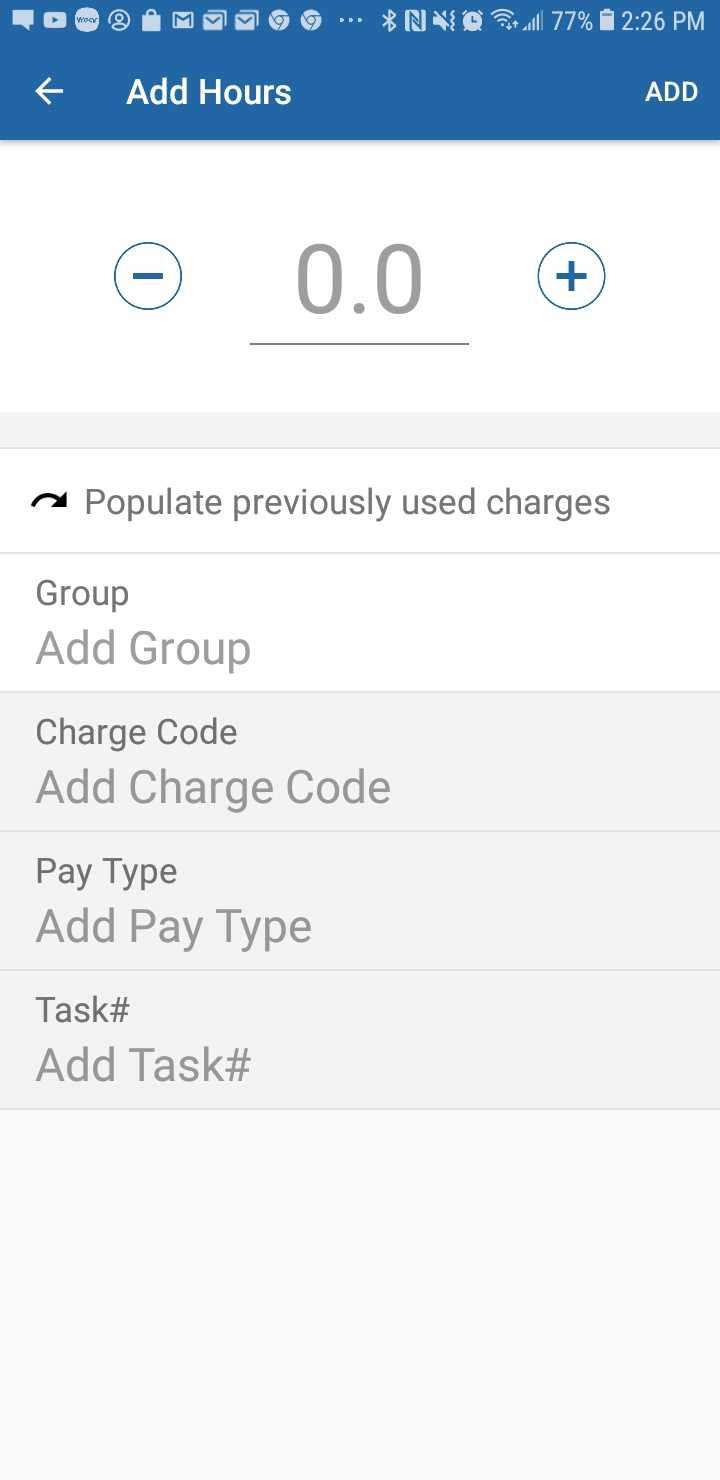 77% 2:26 PM
Add Hours ADD
0.0
Populate previously used charges
Group
Add Group
Charge Code
Add Charge Code
Pay Type
Add Pay Type
Task#
Add Task#